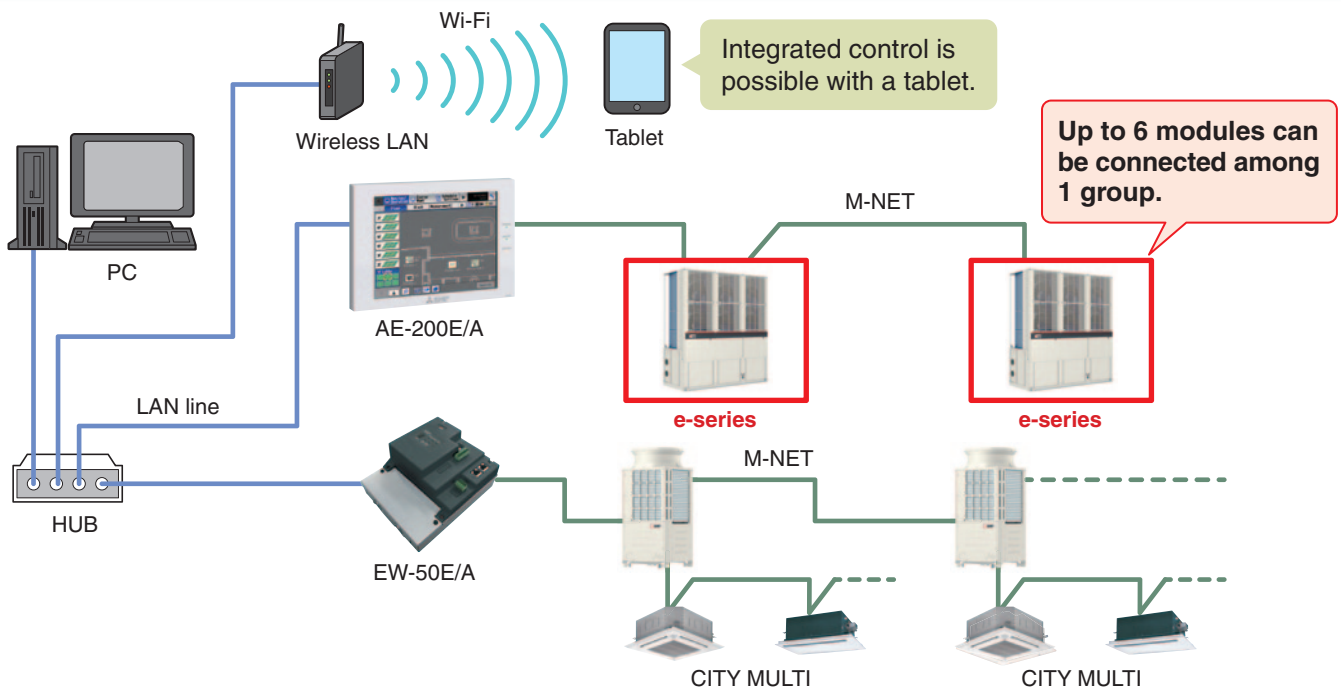 Wi-Fi
Integrated control is
possible with a tablet.
Wireless LAN
Tablet
Up to 6 modules can
be connected among
1 group.
M-NET
PC
AE-200E/A
LAN line
e-series
e-series
M-NET
HUB
EW-50E/A
CITY MULTI
CITY MULTI